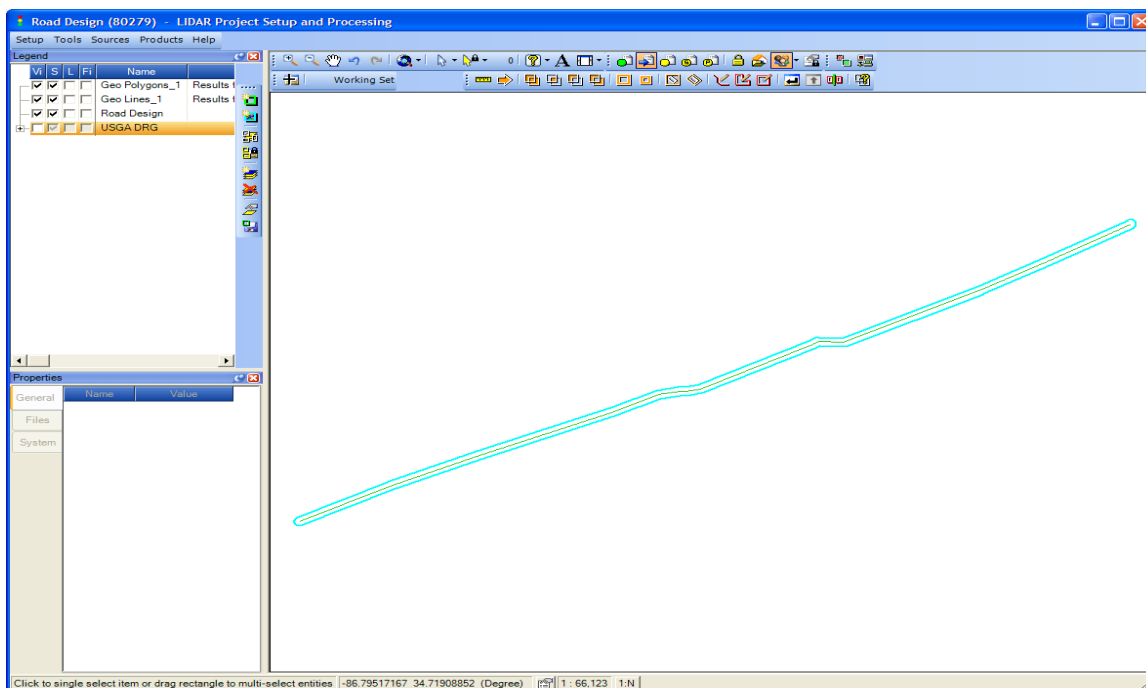 Road Design (80279) - LIDAR Project Setup and Processing
Setup Tools Sources Products Help
Legend
Vi S L Fi Name
Geo Polygons_1 Results f
Geo Lines_1 Results f
Road Design
USGA DRG
0 A
Working Set
Properties
General Name Value
Files
System
Click to single select item or drag rectangle to multi-select entities -86.79517167 34.71908852 (Degree) 1 : 66,123 1:N